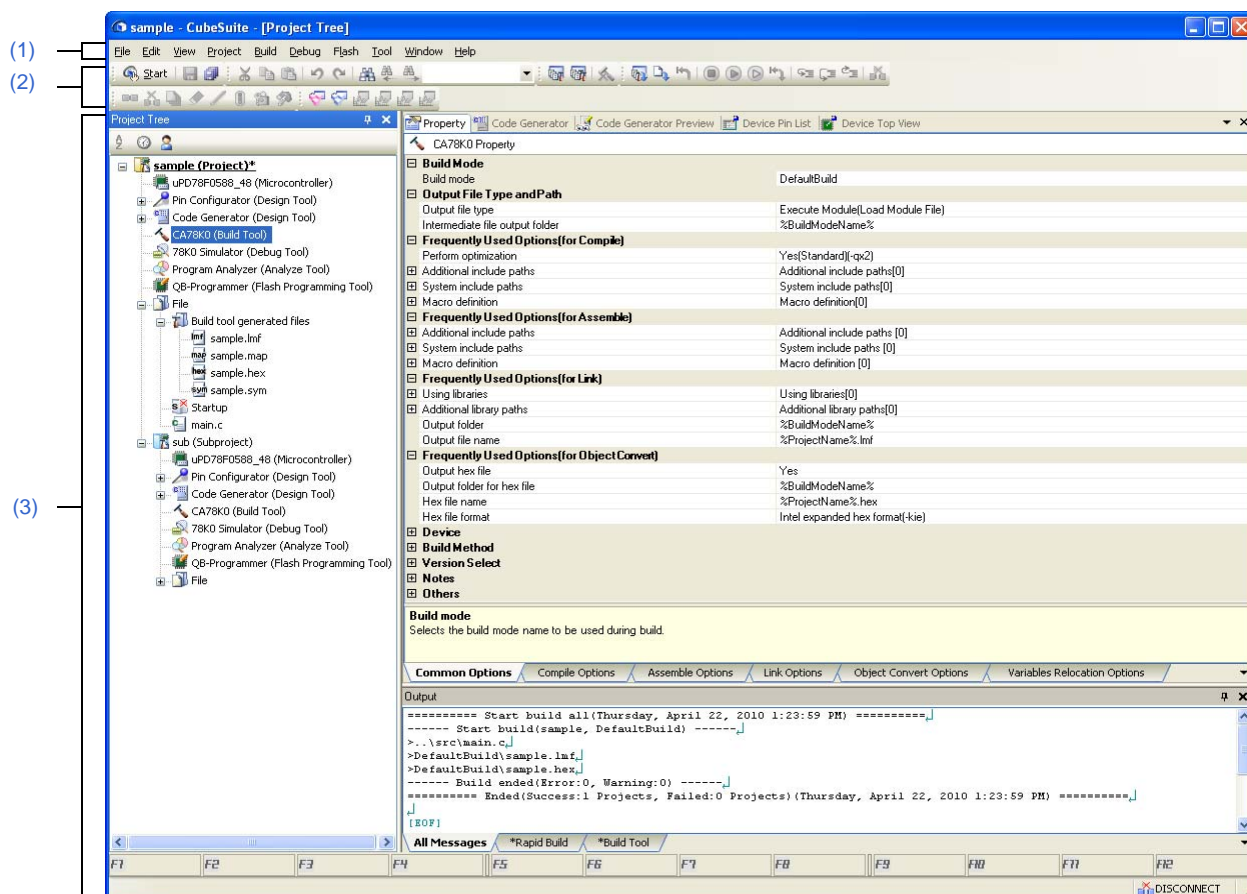 sample - CubeSuite - [Project Tree]
(1)
File Edit View Project Build Debug Flash Tool Window Help
(2)
Start
Project Tree
Property Code Generator Code Generator Preview Device Pin List Device Top View
CA78K0 Property
sample (Project)*
uPD78F0588_48 (Microcontroller)
Pin Configurator (Design Tool)
Code Generator (Design Tool)
CA78K0 (Build Tool)
78K0 Simulator (Debug Tool)
Program Analyzer (Analyze Tool)
QB-Programmer (Flash Programming Tool)
File
Build tool generated files
lmf sample.lmf
map sample.map
hex sample.hex
sym sample.sym
Startup
main.c
sub (Subproject)
uPD78F0588_48 (Microcontroller)
Pin Configurator (Design Tool)
Code Generator (Design Tool)
CA78K0 (Build Tool)
78K0 Simulator (Debug Tool)
Program Analyzer (Analyze Tool)
QB-Programmer (Flash Programming Tool)
File
(3)
Build Mode
Build mode DefaultBuild
Output File Type and Path
Output file type Execute Module(Load Module File)
Intermediate file output folder %BuildModeName%
Frequently Used Options(for Compile)
Perform optimization Yes(Standard)(-qx2)
Additional include paths Additional include paths[0]
System include paths System include paths[0]
Macro definition Macro definition[0]
Frequently Used Options(for Assemble)
Additional include paths Additional include paths [0]
System include paths System include paths [0]
Macro definition Macro definition [0]
Frequently Used Options(for Link)
Using libraries Using libraries[0]
Additional library paths Additional library paths[0]
Output folder %BuildModeName%
Output file name %ProjectName%.lmf
Frequently Used Options(for Object Convert)
Output hex file Yes
Output folder for hex file %BuildModeName%
Hex file name %ProjectName%.hex
Hex file format Intel expanded hex format(-kie)
Device
Build Method
Version Select
Notes
Others
Build mode
Selects the build mode name to be used during build.
Common Options Compile Options Assemble Options Link Options Object Convert Options Variables Relocation Options
Output
========== Start build all(Thursday, April 22, 2010 1:23:59 PM) ==========
------ Start build(sample, DefaultBuild) ------
>..\src\main.c
>DefaultBuild\sample.lmf
>DefaultBuild\sample.hex
------ Build ended(Error:0, Warning:0) ------
========== Ended(Success:1 Projects, Failed:0 Projects)(Thursday, April 22, 2010 1:23:59 PM) ==========
[EOF]
All Messages *Rapid Build *Build Tool
F1 F2 F3 F4 F5 F6 F7 F8 F9 F10 F11 F12
DISCONNECT